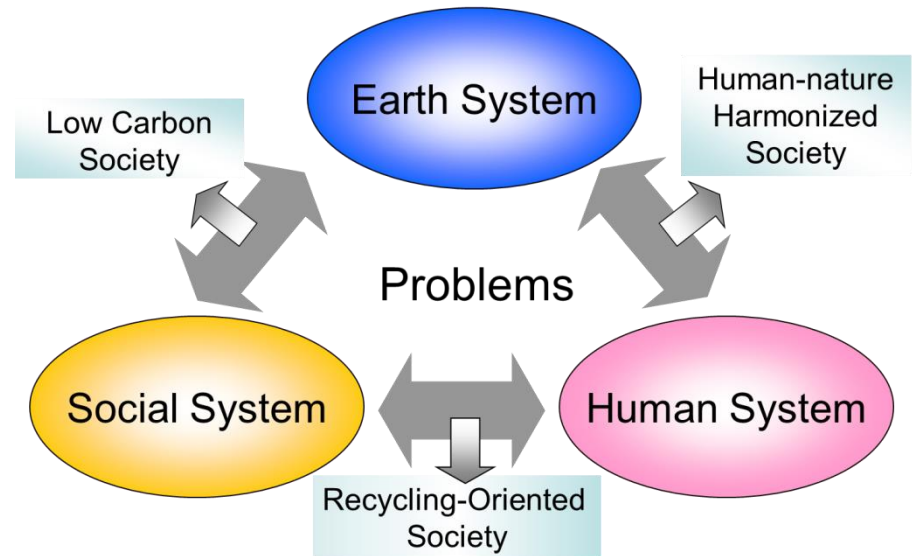 Earth System
Low Carbon
Society
Human-nature
Harmonized
Society
Problems
Social System
Human System
Recycling-Oriented
Society